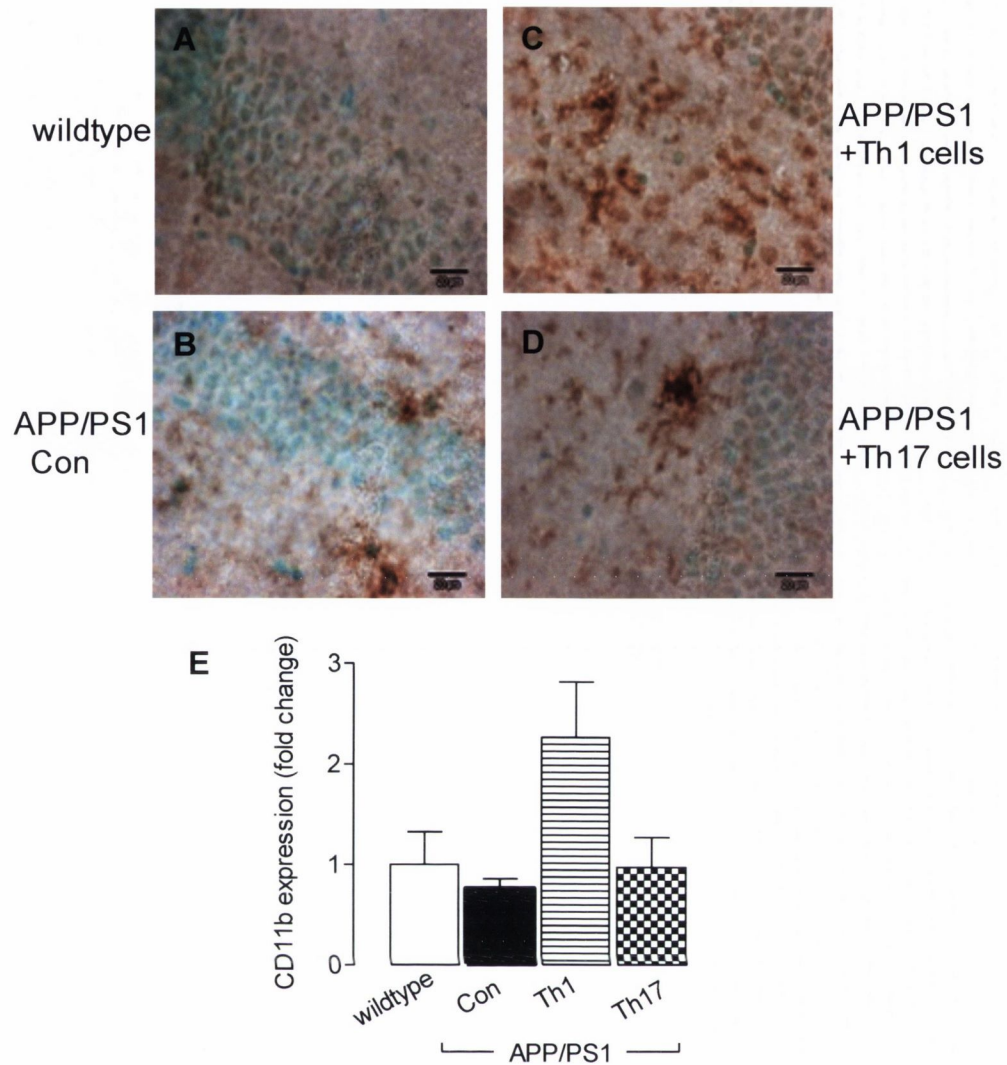 A
wildtype
C
APP/PS1
+Th1 cells
B
APP/PS1
Con
D
APP/PS1
+Th17 cells
E
CD11b expression (fold change)
3
2
1
0
wildtype
Con
Th1
Th17
APP/PS1